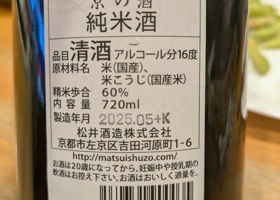 京の酒
純米酒
品目 清酒 アルコール分16度
原材料名 米(国産)、
米こうじ(国産米)
精米歩合 60%
内容量 720ml
製造年月 2025.05+K
松井酒造株式会社
京都市左京区吉田河原町1-6
http://matsuishuzo.com/
お酒は20歳になってから。妊娠中や授乳期の
飲酒はお控え下さい。お酒はおいしく適量を。